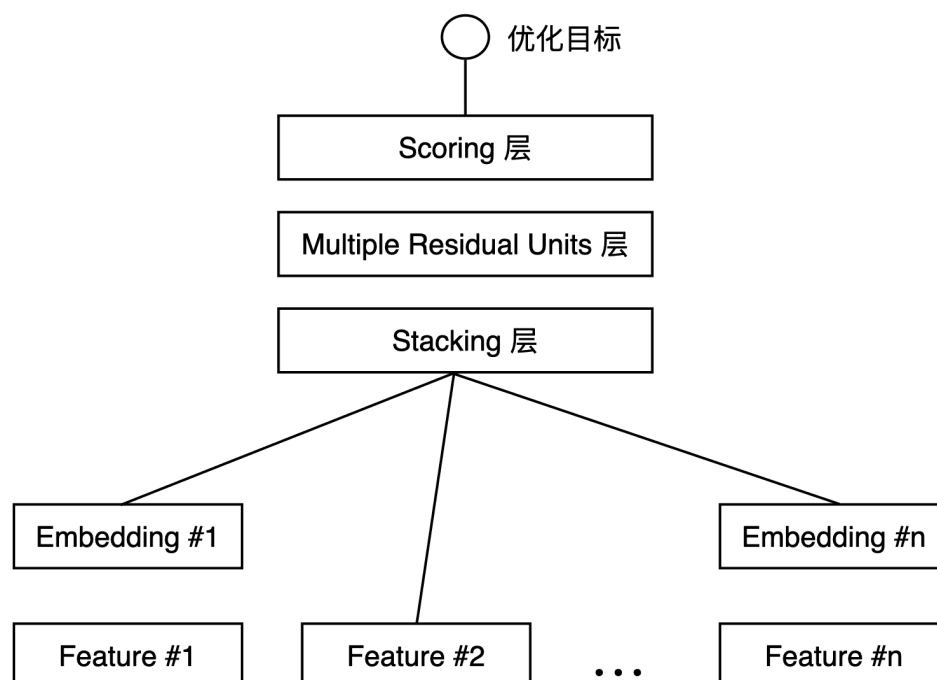 优化目标
Scoring 层
Multiple Residual Units 层
Stacking 层
Embedding #1
Embedding #n
Feature #1
Feature #2
...
Feature #n